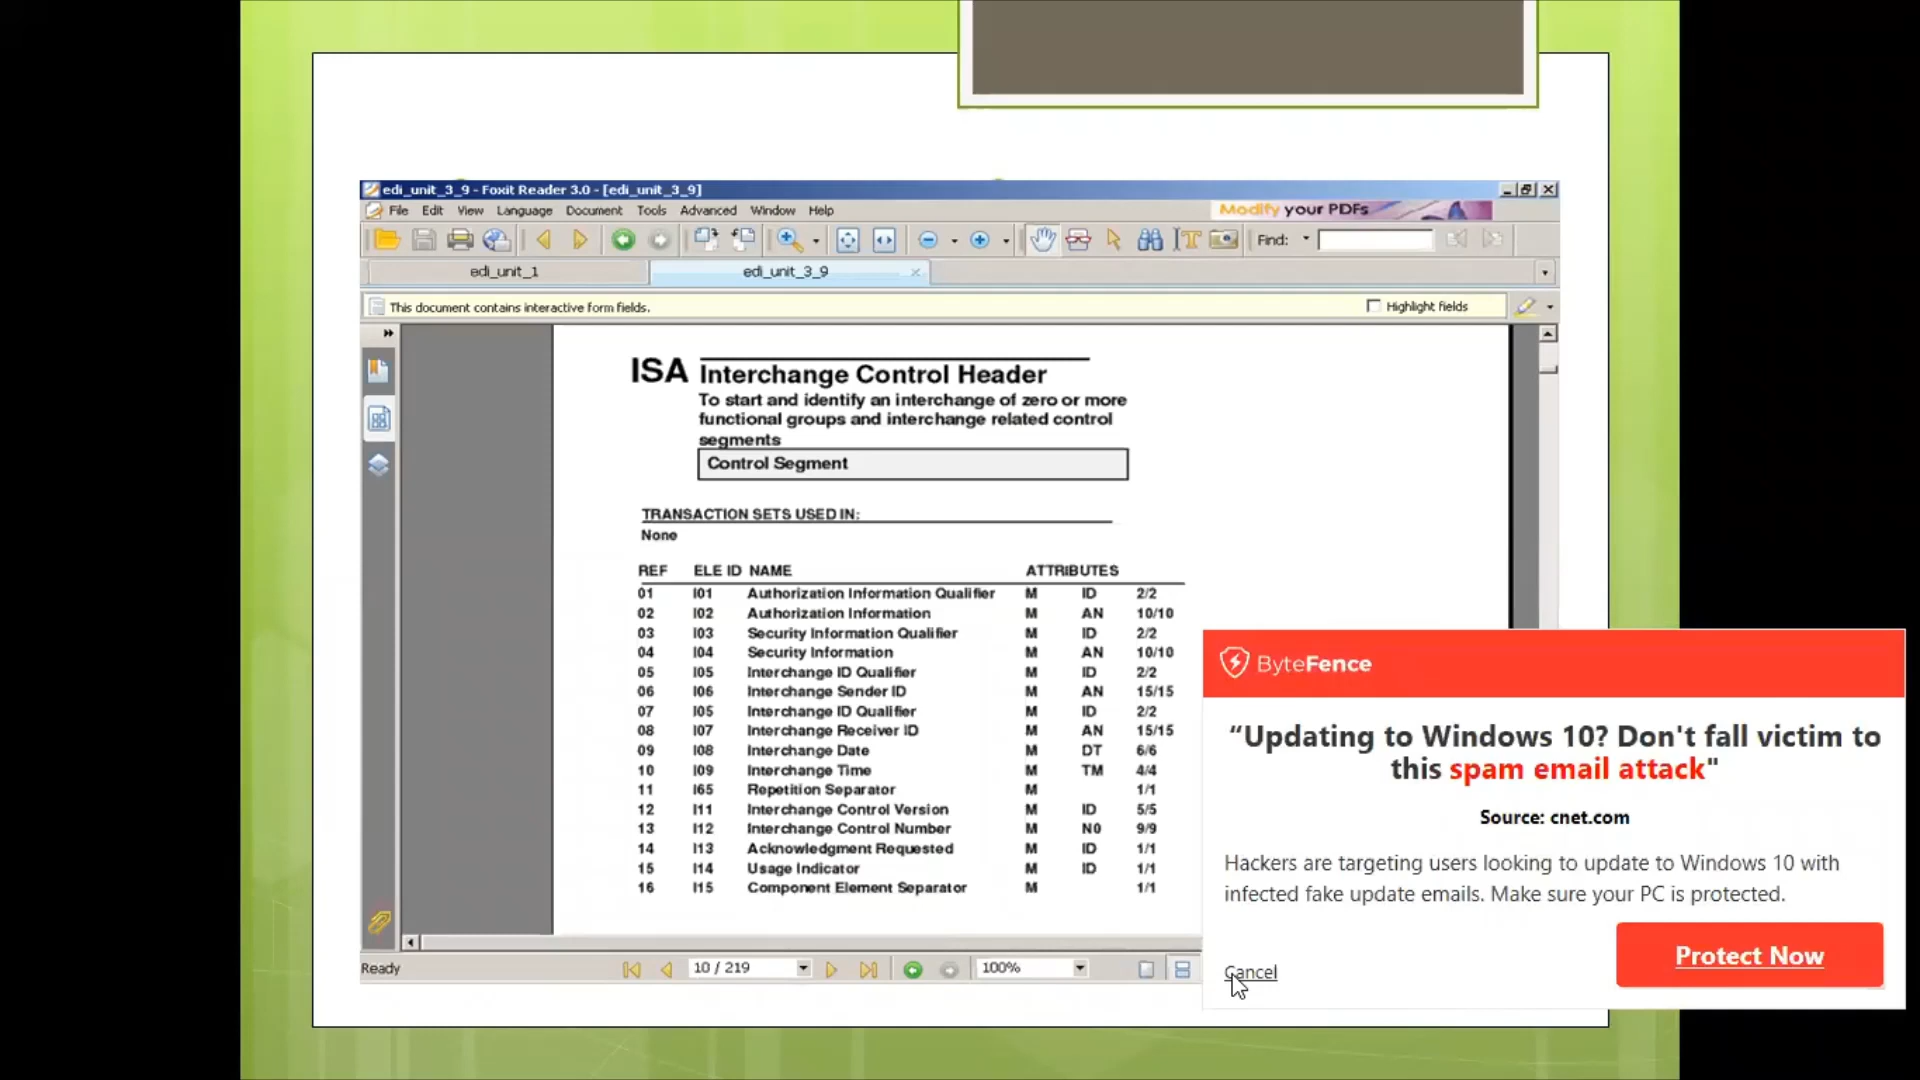 edi_unit_3_9 - Foxit Reader 3.0 - [edi_unit_3_9]
File Edit View Language Document Tools Advanced Window Help
Modify your PDFs
Find:
edi_unit_1
edi_unit_3_9
This document contains interactive form fields.
Highlight fields
ISA Interchange Control Header
To start and identify an interchange of zero or more
functional groups and interchange related control
segments
Control Segment
TRANSACTION SETS USED IN:
None
REF ELE ID NAME ATTRIBUTES
01 I01 Authorization Information Qualifier M ID 2/2
02 I02 Authorization Information M AN 10/10
03 I03 Security Information Qualifier M ID 2/2
04 I04 Security Information M AN 10/10
05 I05 Interchange ID Qualifier M ID 2/2
06 I06 Interchange Sender ID M AN 15/15
07 I05 Interchange ID Qualifier M ID 2/2
08 I07 Interchange Receiver ID M AN 15/15
09 I08 Interchange Date M DT 6/6
10 I09 Interchange Time M TM 4/4
11 I65 Repetition Separator M 1/1
12 I11 Interchange Control Version M ID 5/5
13 I12 Interchange Control Number M N0 9/9
14 I13 Acknowledgment Requested M ID 1/1
15 I14 Usage Indicator M ID 1/1
16 I15 Component Element Separator M 1/1
Ready
10 / 219
100%
ByteFence
“Updating to Windows 10? Don't fall victim to
this spam email attack"
Source: cnet.com
Hackers are targeting users looking to update to Windows 10 with
infected fake update emails. Make sure your PC is protected.
Cancel
Protect Now